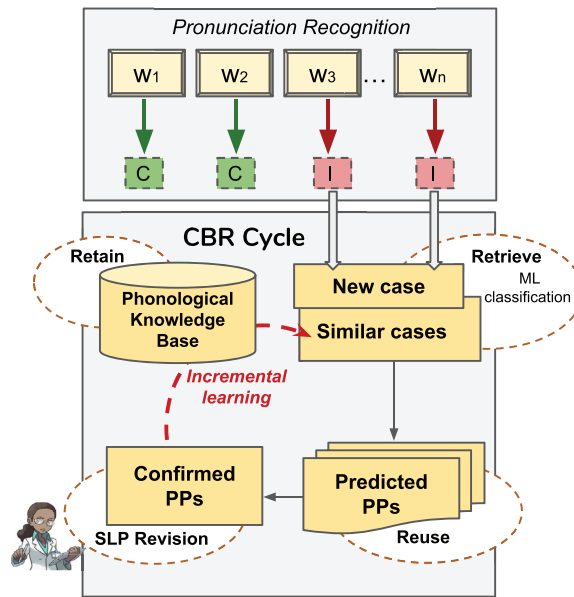 Pronunciation Recognition
W1 W2 W3 ... Wn
C C I I
CBR Cycle
Retain
Retrieve
ML
classification
New case
Phonological
Knowledge
Base
Similar cases
Incremental
learning
Confirmed
PPs
Predicted
PPs
SLP Revision
Reuse